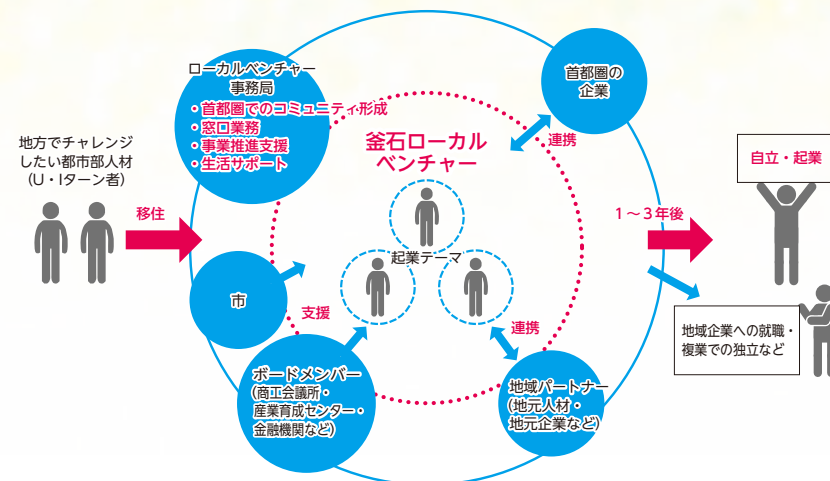 地方でチャレンジ
したい都市部人材
(U・Iターン者)
移住
ローカルベンチャー
事務局
・首都圏でのコミュニティ形成
・窓口業務
・事業推進支援
・生活サポート
首都圏の
企業
連携
釜石ローカル
ベンチャー
起業テーマ
市
支援
ボードメンバー
(商工会議所・
産業育成センター・
金融機関など)
連携
地域パートナー
(地元人材・
地元企業など)
1～3年後
自立・起業
地域企業への就職・
複業での独立など